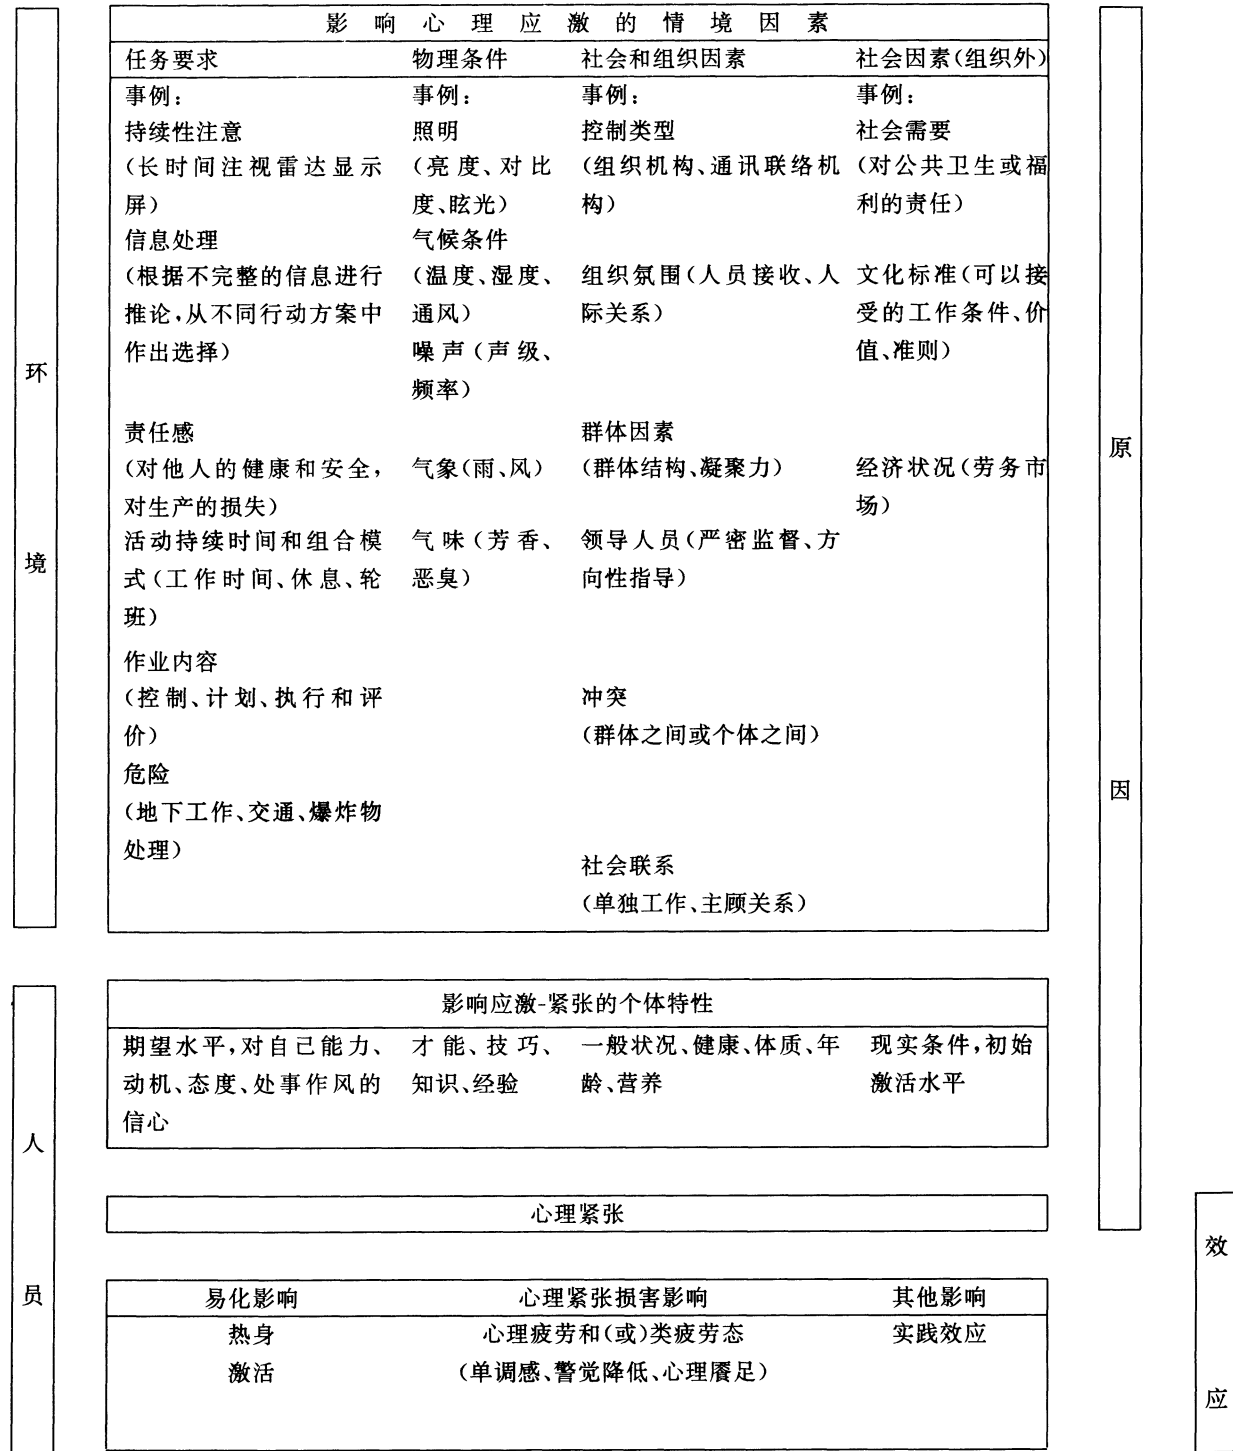 影响心理应激的情境因素
任务要求 物理条件 社会和组织因素 社会因素(组织外)
事例: 事例: 事例: 事例:
持续性注意 照明 控制类型 社会需要
(长时间注视雷达显示 (亮度、对比 (组织机构、通讯联络机 (对公共卫生或福
屏) 度、眩光) 构) 利的责任)
信息处理 气候条件
(根据不完整的信息进行 (温度、湿度、 组织氛围(人员接收、人 文化标准(可以接
推论,从不同行动方案中 通风) 际关系) 受的工作条件、价
作出选择) 噪声(声级、 值、准则)
频率)
责任感 群体因素
(对他人的健康和安全, 气象(雨、风) (群体结构、凝聚力) 经济状况(劳务市
对生产的损失) 场)
活动持续时间和组合模 气味(芳香、 领导人员(严密监督、方
式(工作时间、休息、轮 恶臭) 向性指导)
班)
作业内容
(控制、计划、执行和评 冲突
价) (群体之间或个体之间)
危险
(地下工作、交通、爆炸物
处理)
社会联系
(单独工作、主顾关系)
环
境
原
因
影响应激-紧张的个体特性
期望水平,对自己能力、 才能、技巧、 一般状况、健康、体质、年 现实条件,初始
动机、态度、处事作风的 知识、经验 龄、营养 激活水平
信心
心理紧张
人
员
易化影响 心理紧张损害影响 其他影响
热身 心理疲劳和(或)类疲劳态 实践效应
激活 (单调感、警觉降低、心理餍足)
效
应